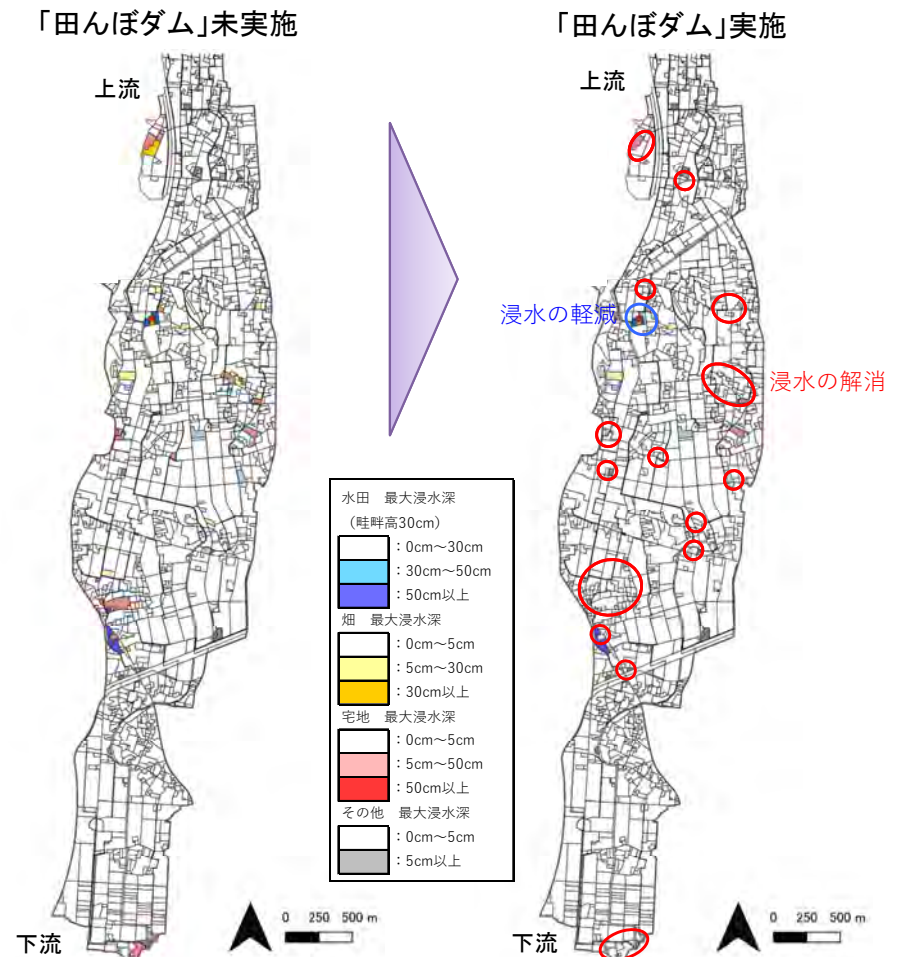 「田んぼダム」未実施
「田んぼダム」実施
上流
上流
浸水の軽減
浸水の解消
水田　最大浸水深
（畦畔高30cm）
：0cm～30cm
：30cm～50cm
：50cm以上
畑　最大浸水深
：0cm～5cm
：5cm～30cm
：30cm以上
宅地　最大浸水深
：0cm～5cm
：5cm～50cm
：50cm以上
その他　最大浸水深
：0cm～5cm
：5cm以上
0 250 500 m
0 250 500 m
下流
下流